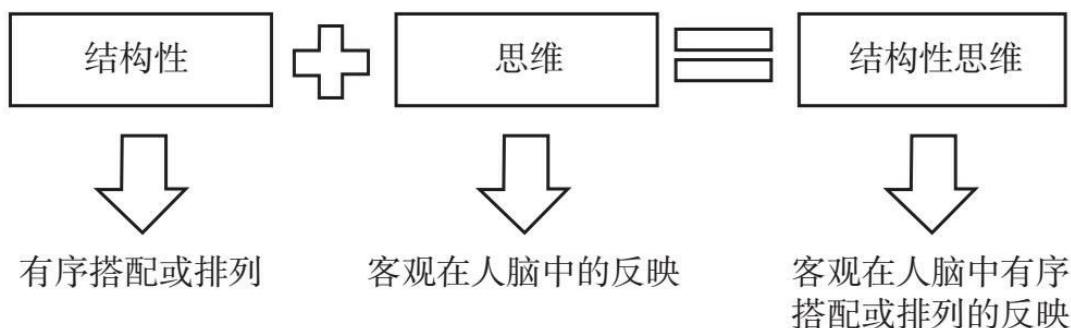 结构性
思维
结构性思维
有序搭配或排列
客观在人脑中的反映
客观在人脑中有序
搭配或排列的反映